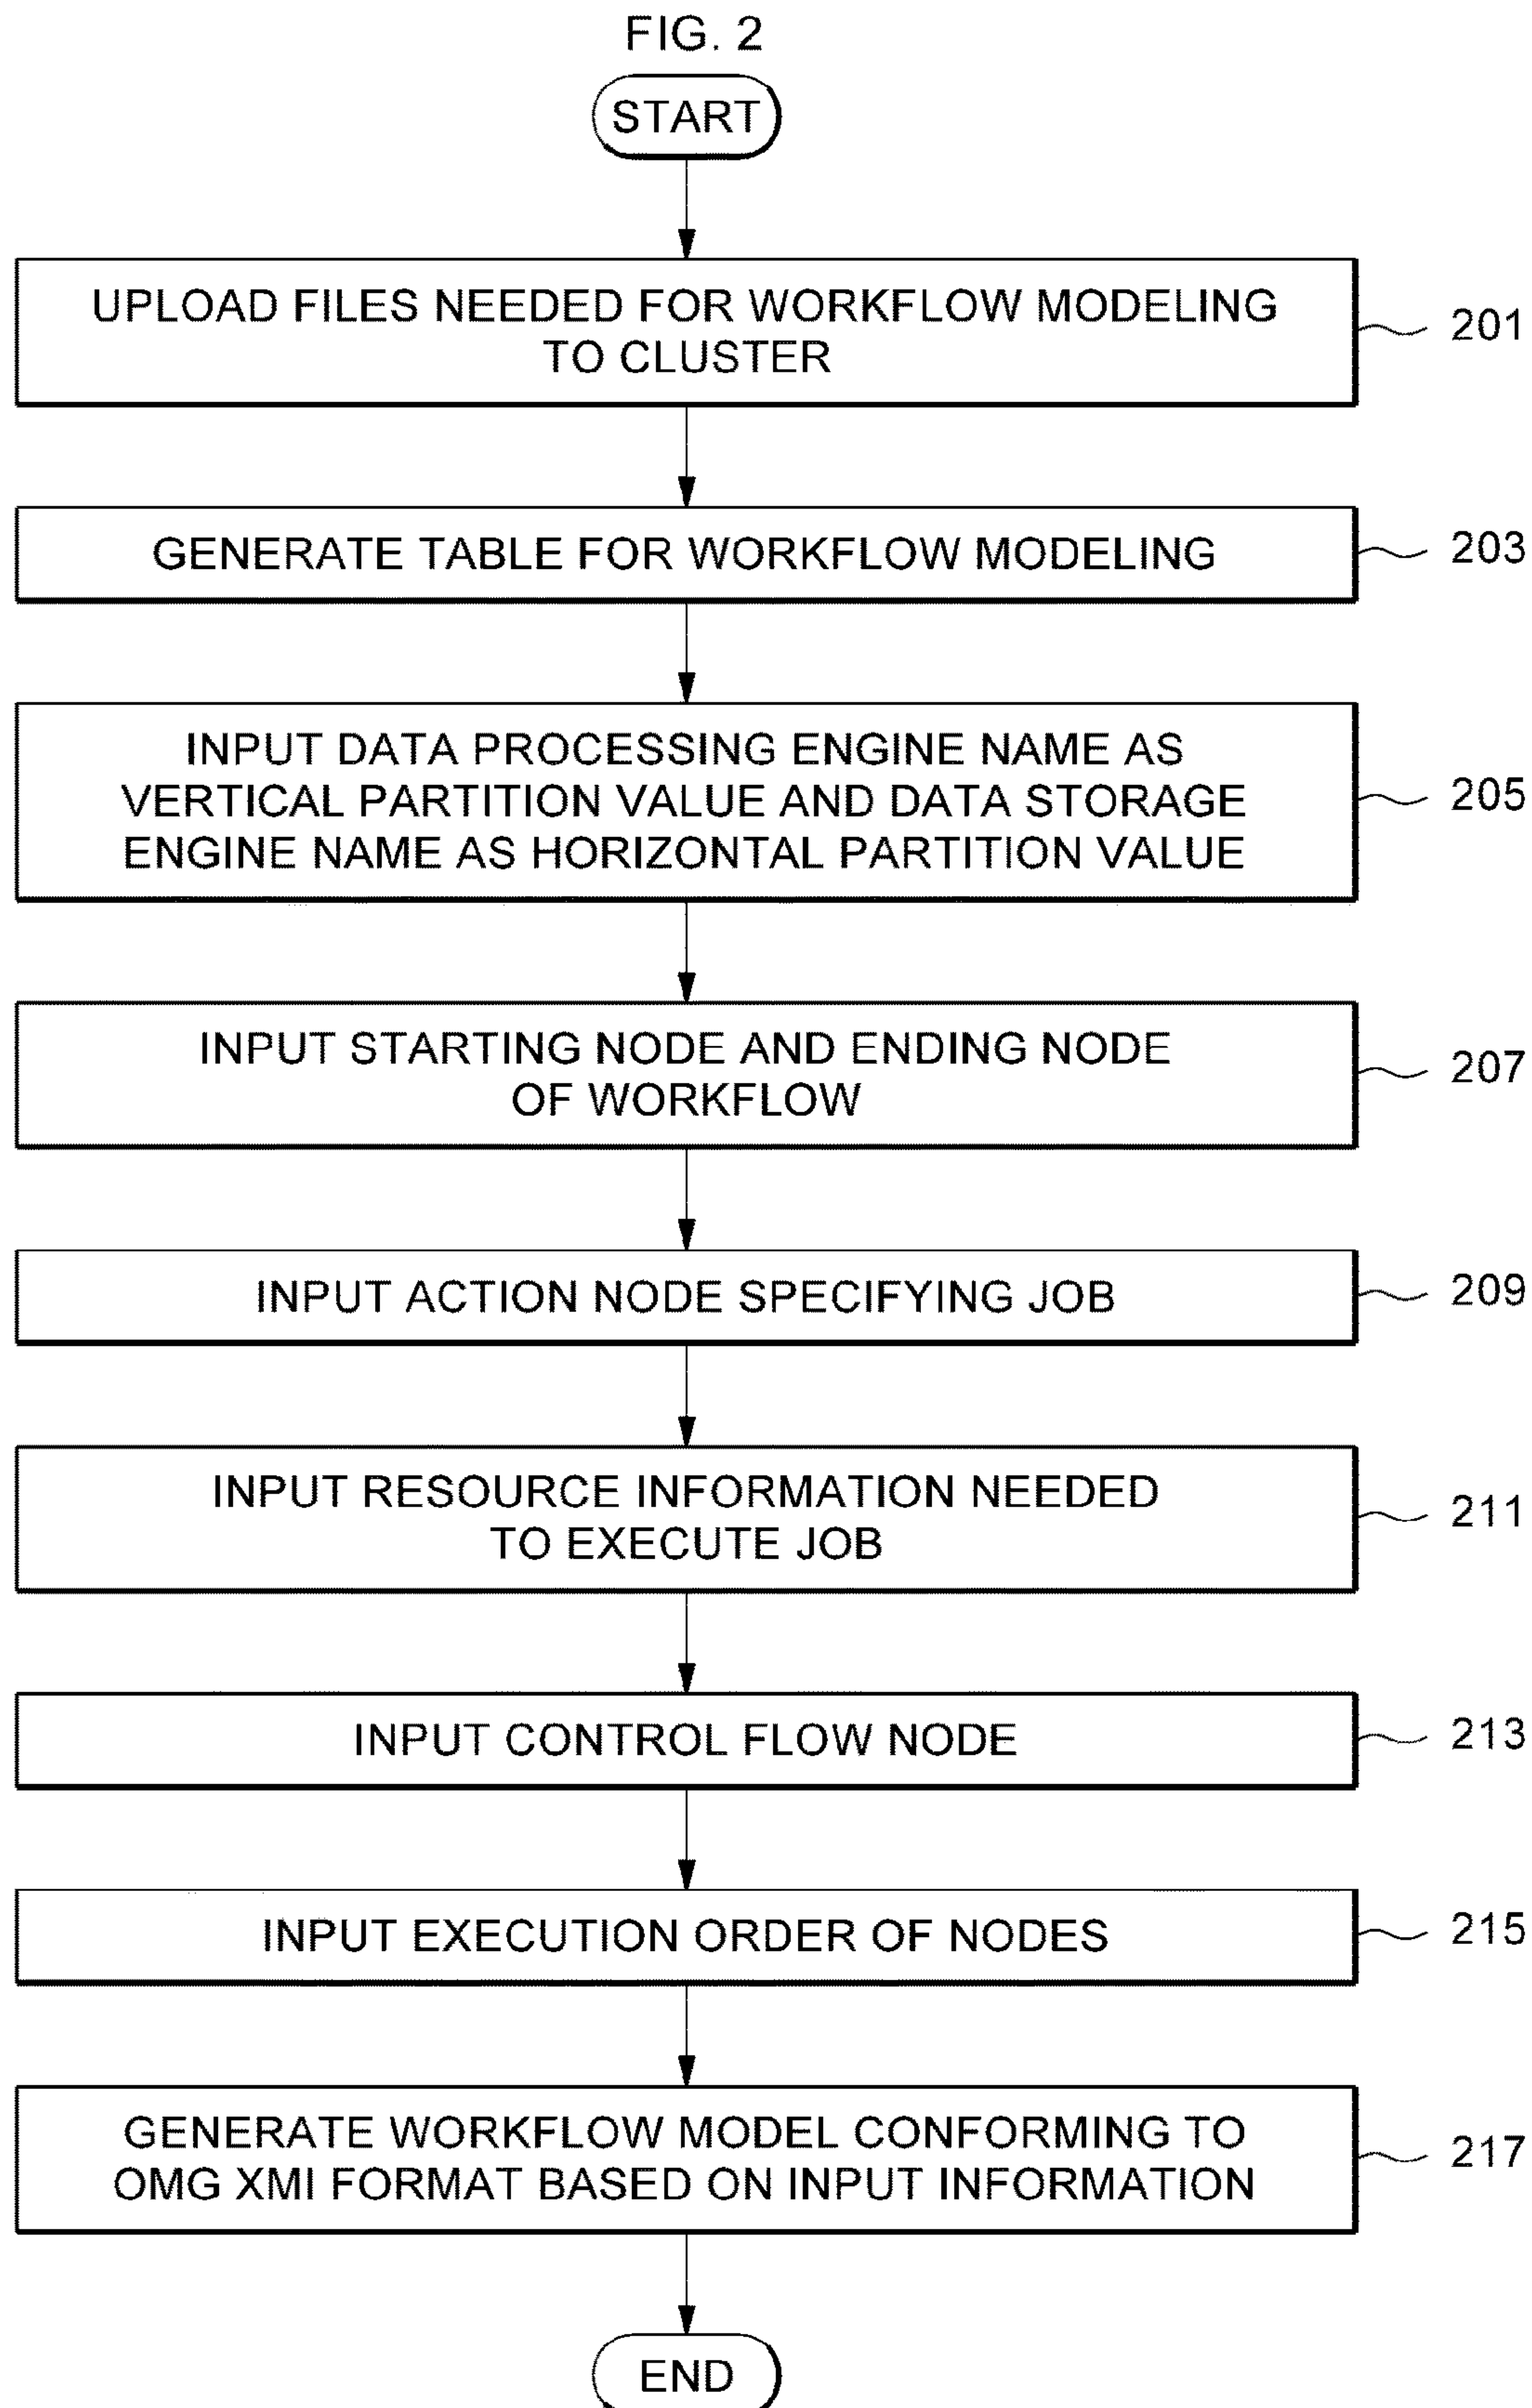 FIG. 2
START
UPLOAD FILES NEEDED FOR WORKFLOW MODELING
TO CLUSTER
201
GENERATE TABLE FOR WORKFLOW MODELING
203
INPUT DATA PROCESSING ENGINE NAME AS
VERTICAL PARTITION VALUE AND DATA STORAGE
ENGINE NAME AS HORIZONTAL PARTITION VALUE
205
INPUT STARTING NODE AND ENDING NODE
OF WORKFLOW
207
INPUT ACTION NODE SPECIFYING JOB
209
INPUT RESOURCE INFORMATION NEEDED
TO EXECUTE JOB
211
INPUT CONTROL FLOW NODE
213
INPUT EXECUTION ORDER OF NODES
215
GENERATE WORKFLOW MODEL CONFORMING TO
OMG XMI FORMAT BASED ON INPUT INFORMATION
217
END